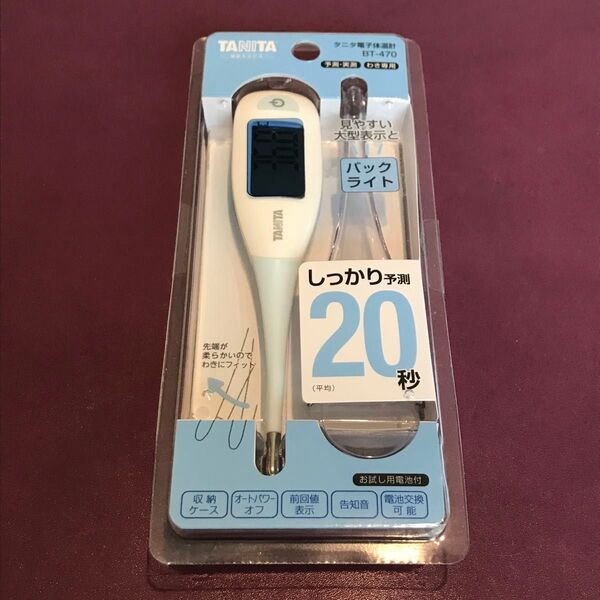 TANITA
タニタ電子体温計
BT-470
予測・実測
わき専用
見やすい
大型表示と
バック
ライト
TANITA
しっかり予測
20秒
(平均)
先端が
柔らかいので
わきにフィット
お試し用電池付
収納
ケース
オートパワー
オフ
前回値
表示
告知音
電池交換
可能